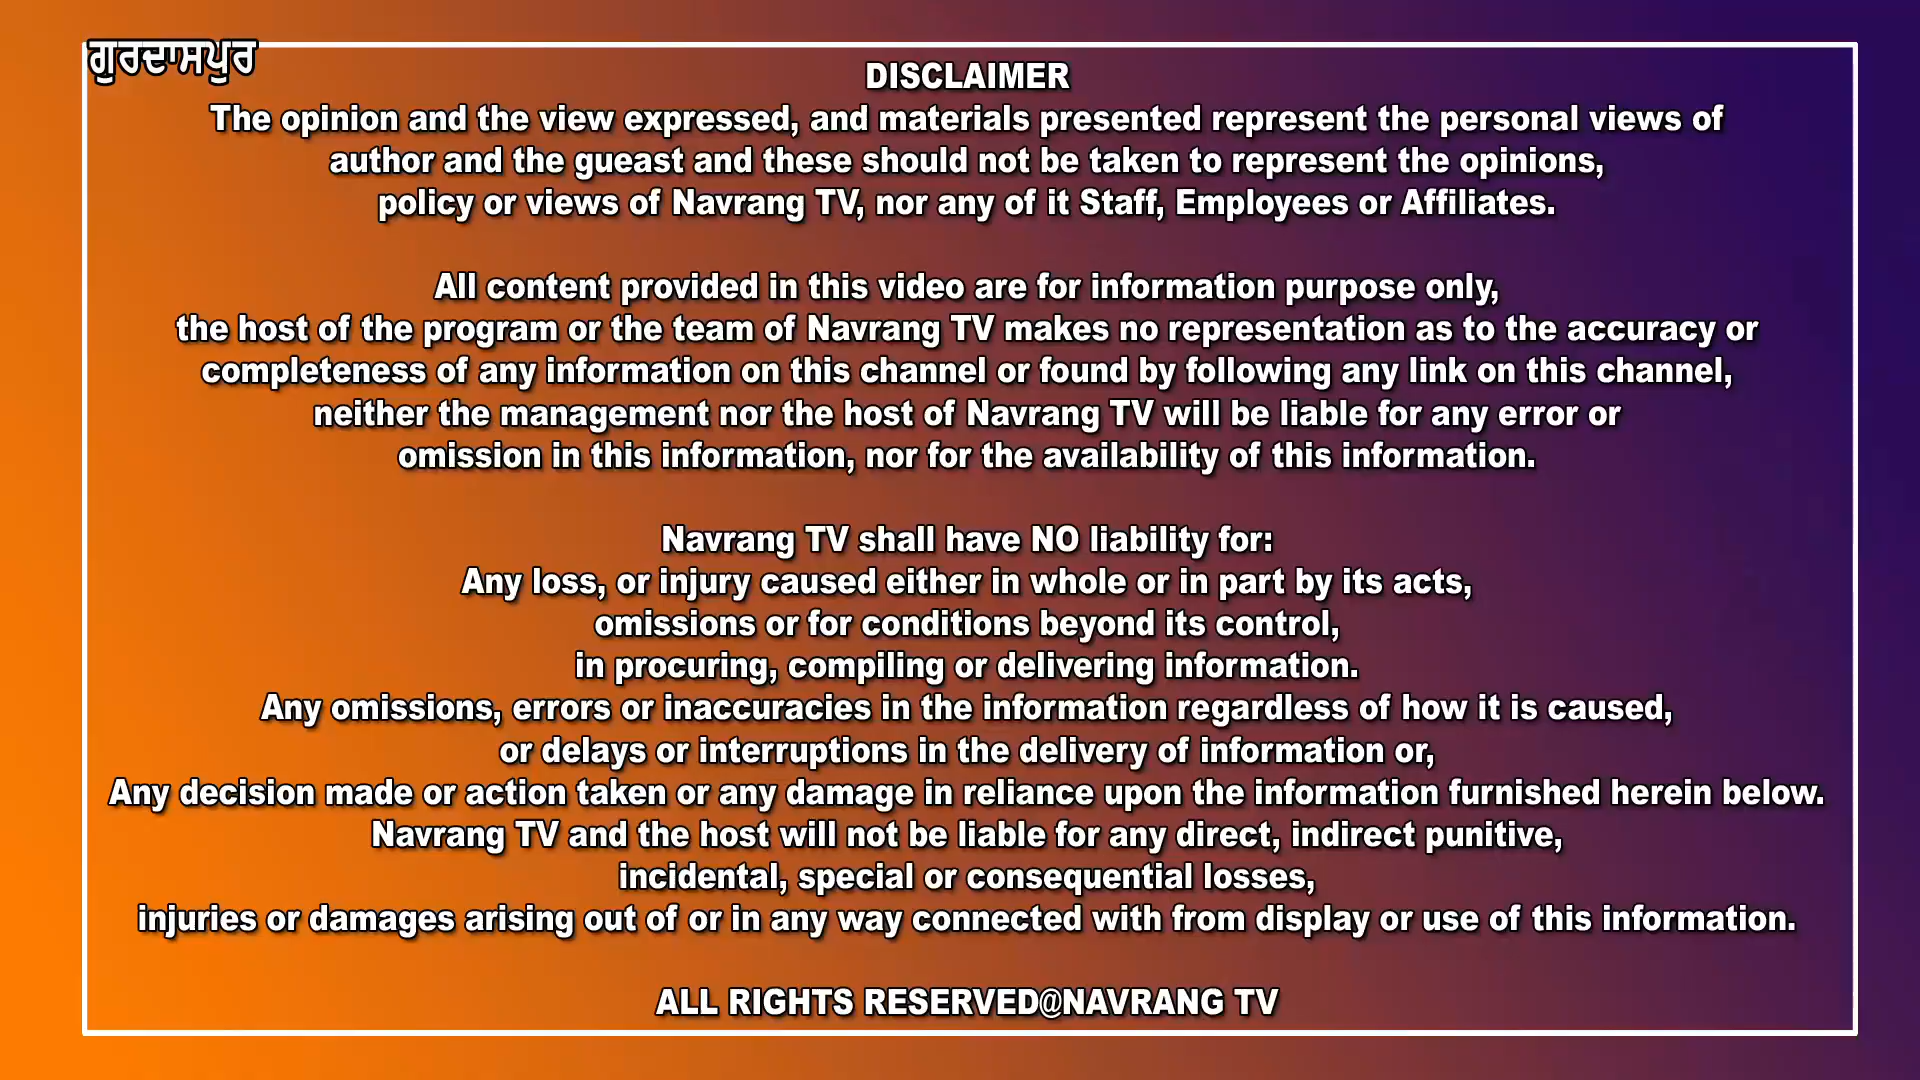 ਗੁਰਦਾਸਪੁਰ
DISCLAIMER
The opinion and the view expressed, and materials presented represent the personal views of
author and the gueast and these should not be taken to represent the opinions,
policy or views of Navrang TV, nor any of it Staff, Employees or Affiliates.
All content provided in this video are for information purpose only,
the host of the program or the team of Navrang TV makes no representation as to the accuracy or
completeness of any information on this channel or found by following any link on this channel,
neither the management nor the host of Navrang TV will be liable for any error or
omission in this information, nor for the availability of this information.
Navrang TV shall have NO liability for:
Any loss, or injury caused either in whole or in part by its acts,
omissions or for conditions beyond its control,
in procuring, compiling or delivering information.
Any omissions, errors or inaccuracies in the information regardless of how it is caused,
or delays or interruptions in the delivery of information or,
Any decision made or action taken or any damage in reliance upon the information furnished herein below.
Navrang TV and the host will not be liable for any direct, indirect punitive,
incidental, special or consequential losses,
injuries or damages arising out of or in any way connected with from display or use of this information.
ALL RIGHTS RESERVED@NAVRANG TV